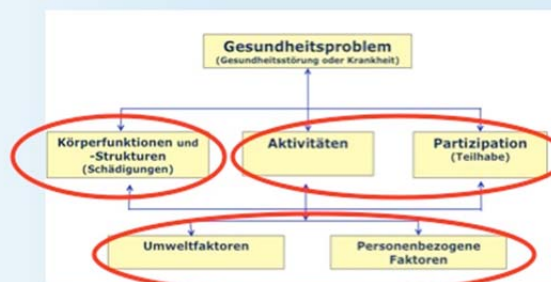 Gesundheitsproblem
(Gesundheitsstörung oder Krankheit)
Körperfunktionen und
-Strukturen
(Schädigungen)
Aktivitäten
Partizipation
(Teilhabe)
Umweltfaktoren
Personenbezogene
Faktoren